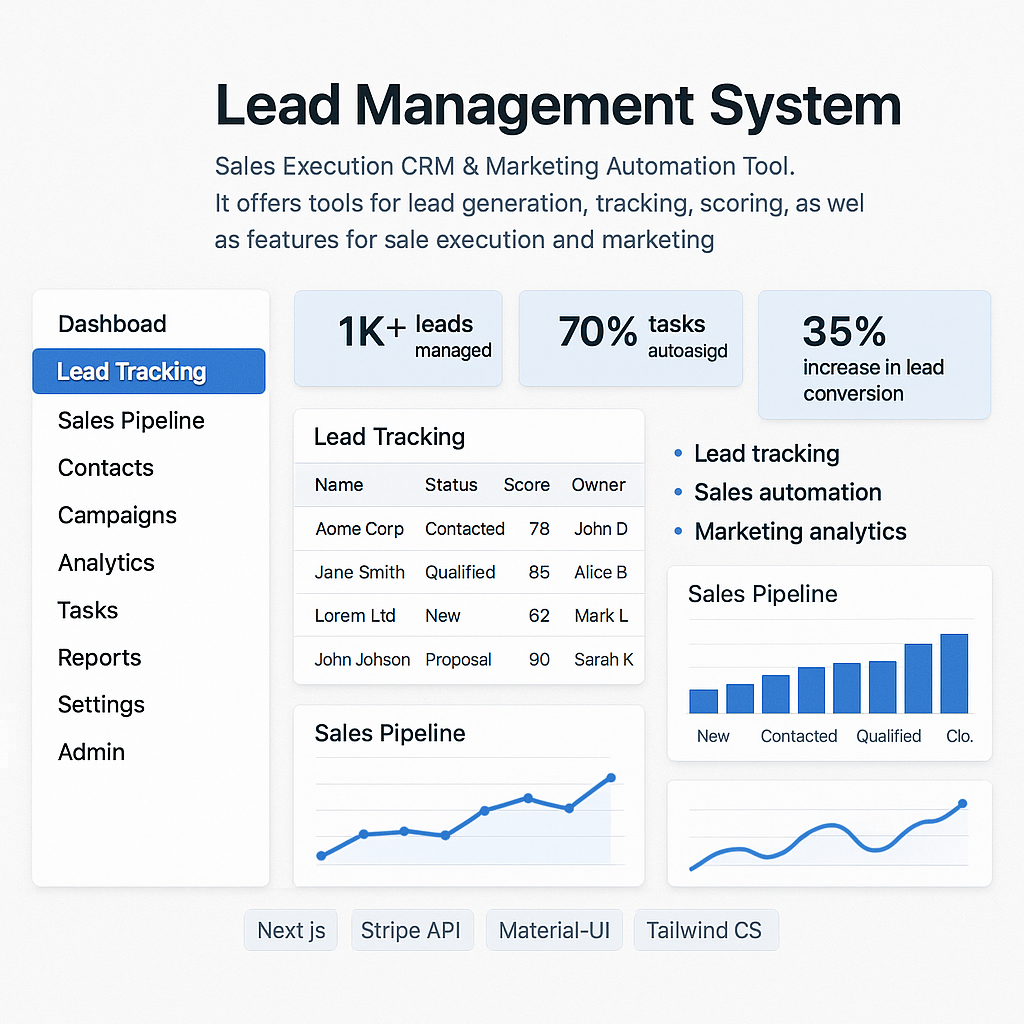 Lead Management System
Sales Execution CRM & Marketing Automation Tool.
It offers tools for lead generation, tracking, scoring, as wel
as features for sale execution and marketing
Dashboad
Lead Tracking
Sales Pipeline
Contacts
Campaigns
Analytics
Tasks
Reports
Settings
Admin
1K+ leads
managed
70% tasks
autoasigd
35%
increase in lead
conversion
Lead Tracking
Name Status Score Owner
Aome Corp Contacted 78 John D
Jane Smith Qualified 85 Alice B
Lorem Ltd New 62 Mark L
John Johson Proposal 90 Sarah K
• Lead tracking
• Sales automation
• Marketing analytics
Sales Pipeline
New Contacted Qualified Clo.
Sales Pipeline
Next js Stripe API Material-UI Tailwind CS